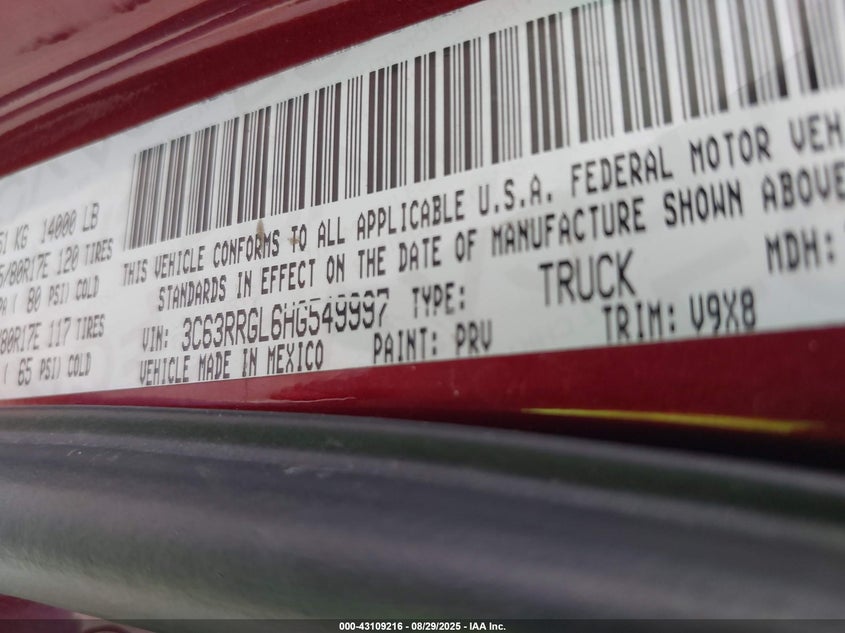 51 KG 14000 LB
5/80R17E 120 TIRES
PA ( 80 PSI) COLD
80R17E 117 TIRES
( 65 PSI) COLD
THIS VEHICLE CONFORMS TO ALL APPLICABLE U.S.A. FEDERAL MOTOR VEH
STANDARDS IN EFFECT ON THE DATE OF MANUFACTURE SHOWN ABOVE
VIN: 3C63RRGL6HG549997 TYPE: TRUCK MDH:
VEHICLE MADE IN MEXICO PAINT: PRV TRIM: V9X8
000-43109216 - 08/29/2025 - IAA Inc.